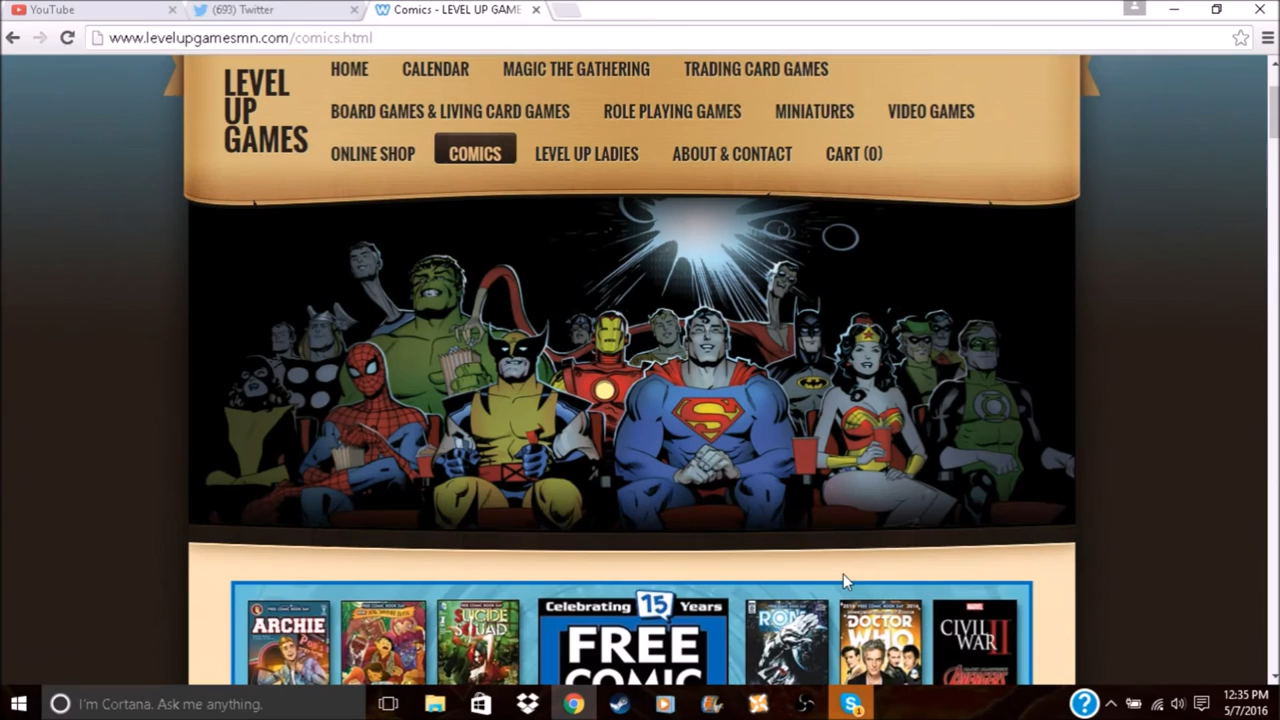 YouTube
(693) Twitter
Comics - LEVEL UP GAME
www.levelupgamesmn.com/comics.html
LEVEL
UP
GAMES
HOME CALENDAR MAGIC THE GATHERING TRADING CARD GAMES
BOARD GAMES & LIVING CARD GAMES ROLE PLAYING GAMES MINIATURES VIDEO GAMES
ONLINE SHOP COMICS LEVEL UP LADIES ABOUT & CONTACT CART (0)
Celebrating 15 Years
FREE
COMIC
ARCHIE
SUICIDE
SQUAD
ROM
DOCTOR
WHO
MARVEL
CIVIL
WAR II
AVENGERS
I'm Cortana. Ask me anything.
12:35 PM
5/7/2016